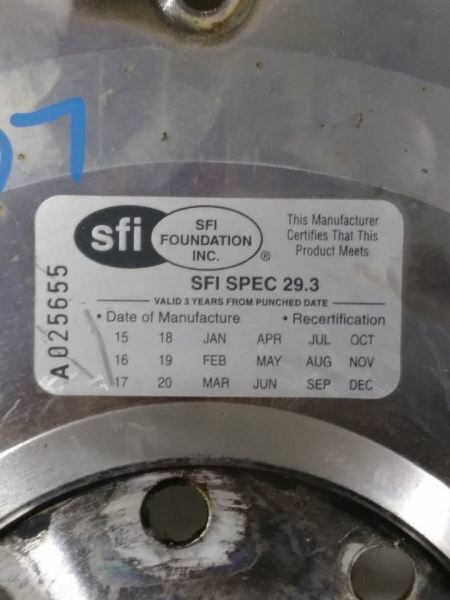 07
sfi
SFI
FOUNDATION
INC.
®
This Manufacturer
Certifies That This
Product Meets
SFI SPEC 29.3
VALID 3 YEARS FROM PUNCHED DATE
• Date of Manufacture • Recertification
15 18 JAN APR JUL OCT
16 19 FEB MAY AUG NOV
17 20 MAR JUN SEP DEC
A025655